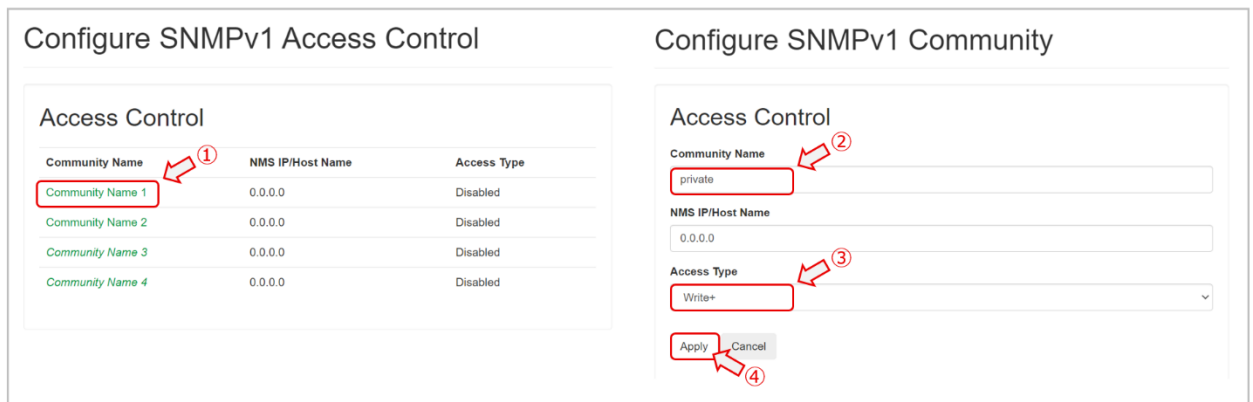 Configure SNMPv1 Access Control
Access Control
Community Name NMS IP/Host Name Access Type
①
Community Name 1 0.0.0.0 Disabled
Community Name 2 0.0.0.0 Disabled
Community Name 3 0.0.0.0 Disabled
Community Name 4 0.0.0.0 Disabled
Configure SNMPv1 Community
Access Control
②
Community Name
private
NMS IP/Host Name
0.0.0.0
③
Access Type
Write+
Apply Cancel
④